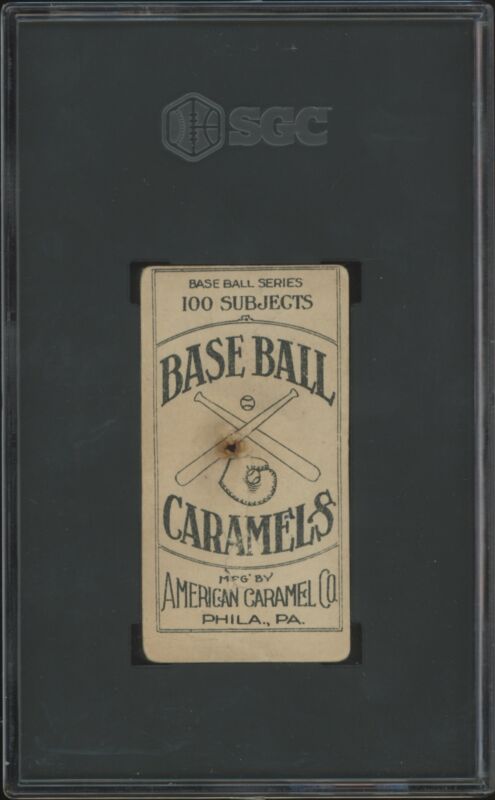 SGC
BASE BALL SERIES
100 SUBJECTS
BASE BALL
CARAMELS
MFG' BY
AMERICAN CARAMEL CO.
PHILA., PA.